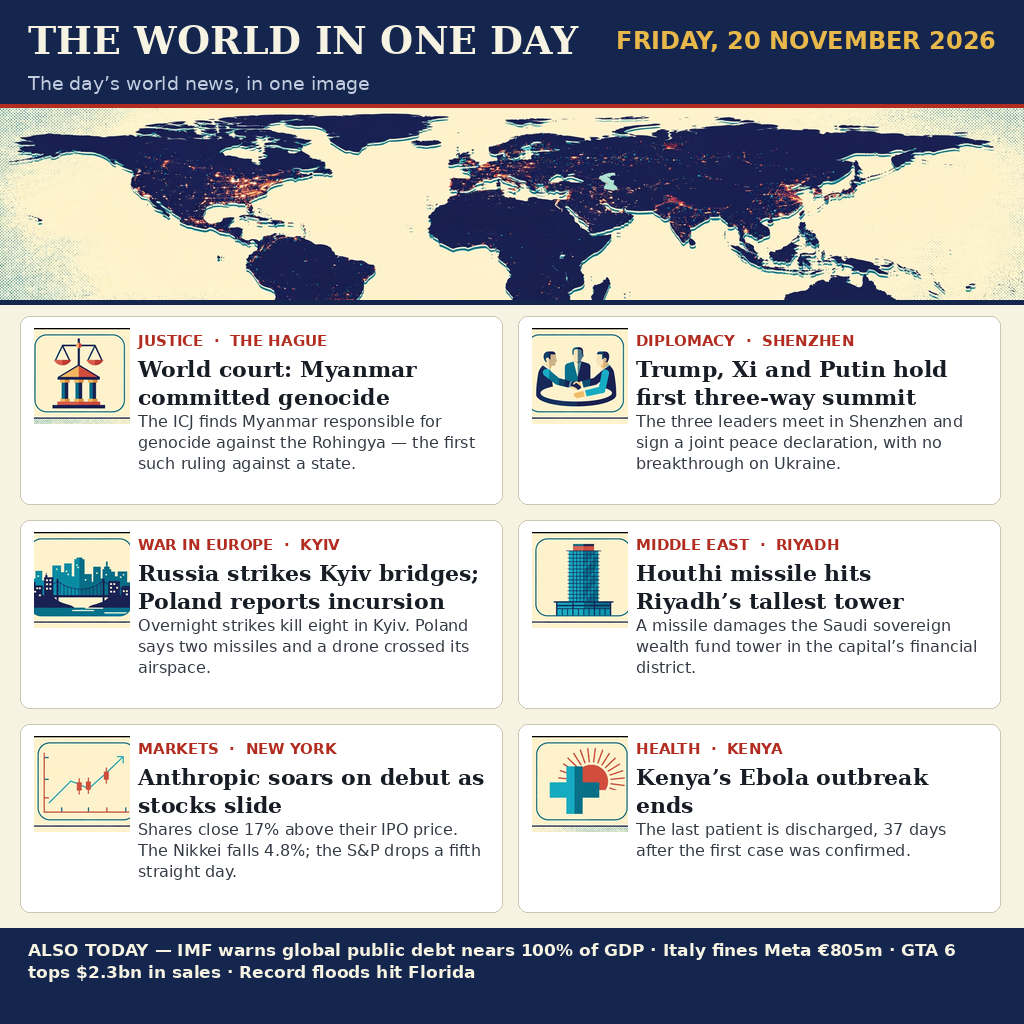 THE WORLD IN ONE DAY
FRIDAY, 20 NOVEMBER 2026
The day’s world news, in one image
JUSTICE · THE HAGUE
World court: Myanmar
committed genocide
The ICJ finds Myanmar responsible for
genocide against the Rohingya — the first
such ruling against a state.
DIPLOMACY · SHENZHEN
Trump, Xi and Putin hold
first three-way summit
The three leaders meet in Shenzhen and
sign a joint peace declaration, with no
breakthrough on Ukraine.
WAR IN EUROPE · KYIV
Russia strikes Kyiv bridges;
Poland reports incursion
Overnight strikes kill eight in Kyiv. Poland
says two missiles and a drone crossed its
airspace.
MIDDLE EAST · RIYADH
Houthi missile hits
Riyadh’s tallest tower
A missile damages the Saudi sovereign
wealth fund tower in the capital’s financial
district.
MARKETS · NEW YORK
Anthropic soars on debut as
stocks slide
Shares close 17% above their IPO price.
The Nikkei falls 4.8%; the S&P drops a fifth
straight day.
HEALTH · KENYA
Kenya’s Ebola outbreak
ends
The last patient is discharged, 37 days
after the first case was confirmed.
ALSO TODAY — IMF warns global public debt nears 100% of GDP · Italy fines Meta €805m · GTA 6
tops $2.3bn in sales · Record floods hit Florida